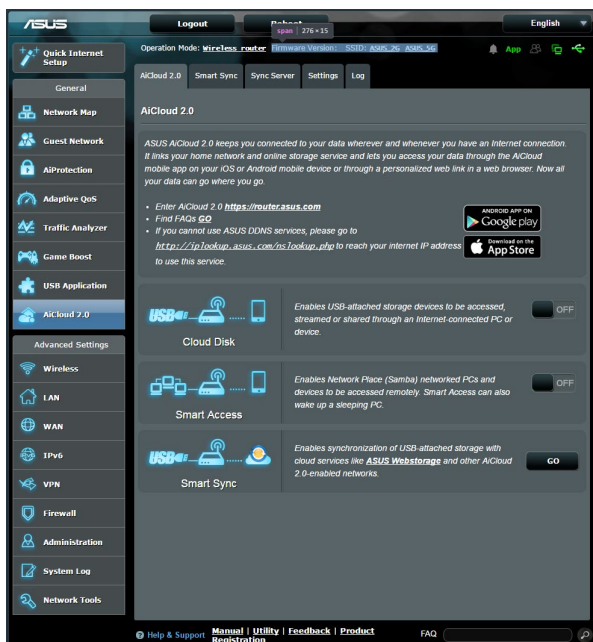 ASUS
Logout
Reboot
English
span | 276×15
Quick Internet
Setup
Operation Mode: Wireless router Firmware Version: SSID: ASUS_2G ASUS_5G
App
AiCloud 2.0
Smart Sync
Sync Server
Settings
Log
General
Network Map
Guest Network
AiProtection
Adaptive QoS
Traffic Analyzer
Game Boost
USB Application
AiCloud 2.0
Advanced Settings
Wireless
LAN
WAN
IPv6
VPN
Firewall
Administration
System Log
Network Tools
AiCloud 2.0
ASUS AiCloud 2.0 keeps you connected to your data wherever and whenever you have an Internet connection.
It links your home network and online storage service and lets you access your data through the AiCloud
mobile app on your iOS or Android mobile device or through a personalized web link in a web browser. Now all
your data can go where you go.
• Enter AiCloud 2.0 https://router.asus.com
• Find FAQs GO
• If you cannot use ASUS DDNS services, please go to
http://iplookup.asus.com/nslookup.php to reach your internet IP address
to use this service.
ANDROID APP ON
Google play
Download on the
App Store
USB
Cloud Disk
Enables USB-attached storage devices to be accessed,
streamed or shared through an Internet-connected PC or
device.
OFF
Smart Access
Enables Network Place (Samba) networked PCs and
devices to be accessed remotely. Smart Access can also
wake up a sleeping PC.
OFF
USB
Smart Sync
Enables synchronization of USB-attached storage with
cloud services like ASUS Webstorage and other AiCloud
2.0-enabled networks.
GO
Help & Support
Manual | Utility | Feedback | Product
Registration
FAQ